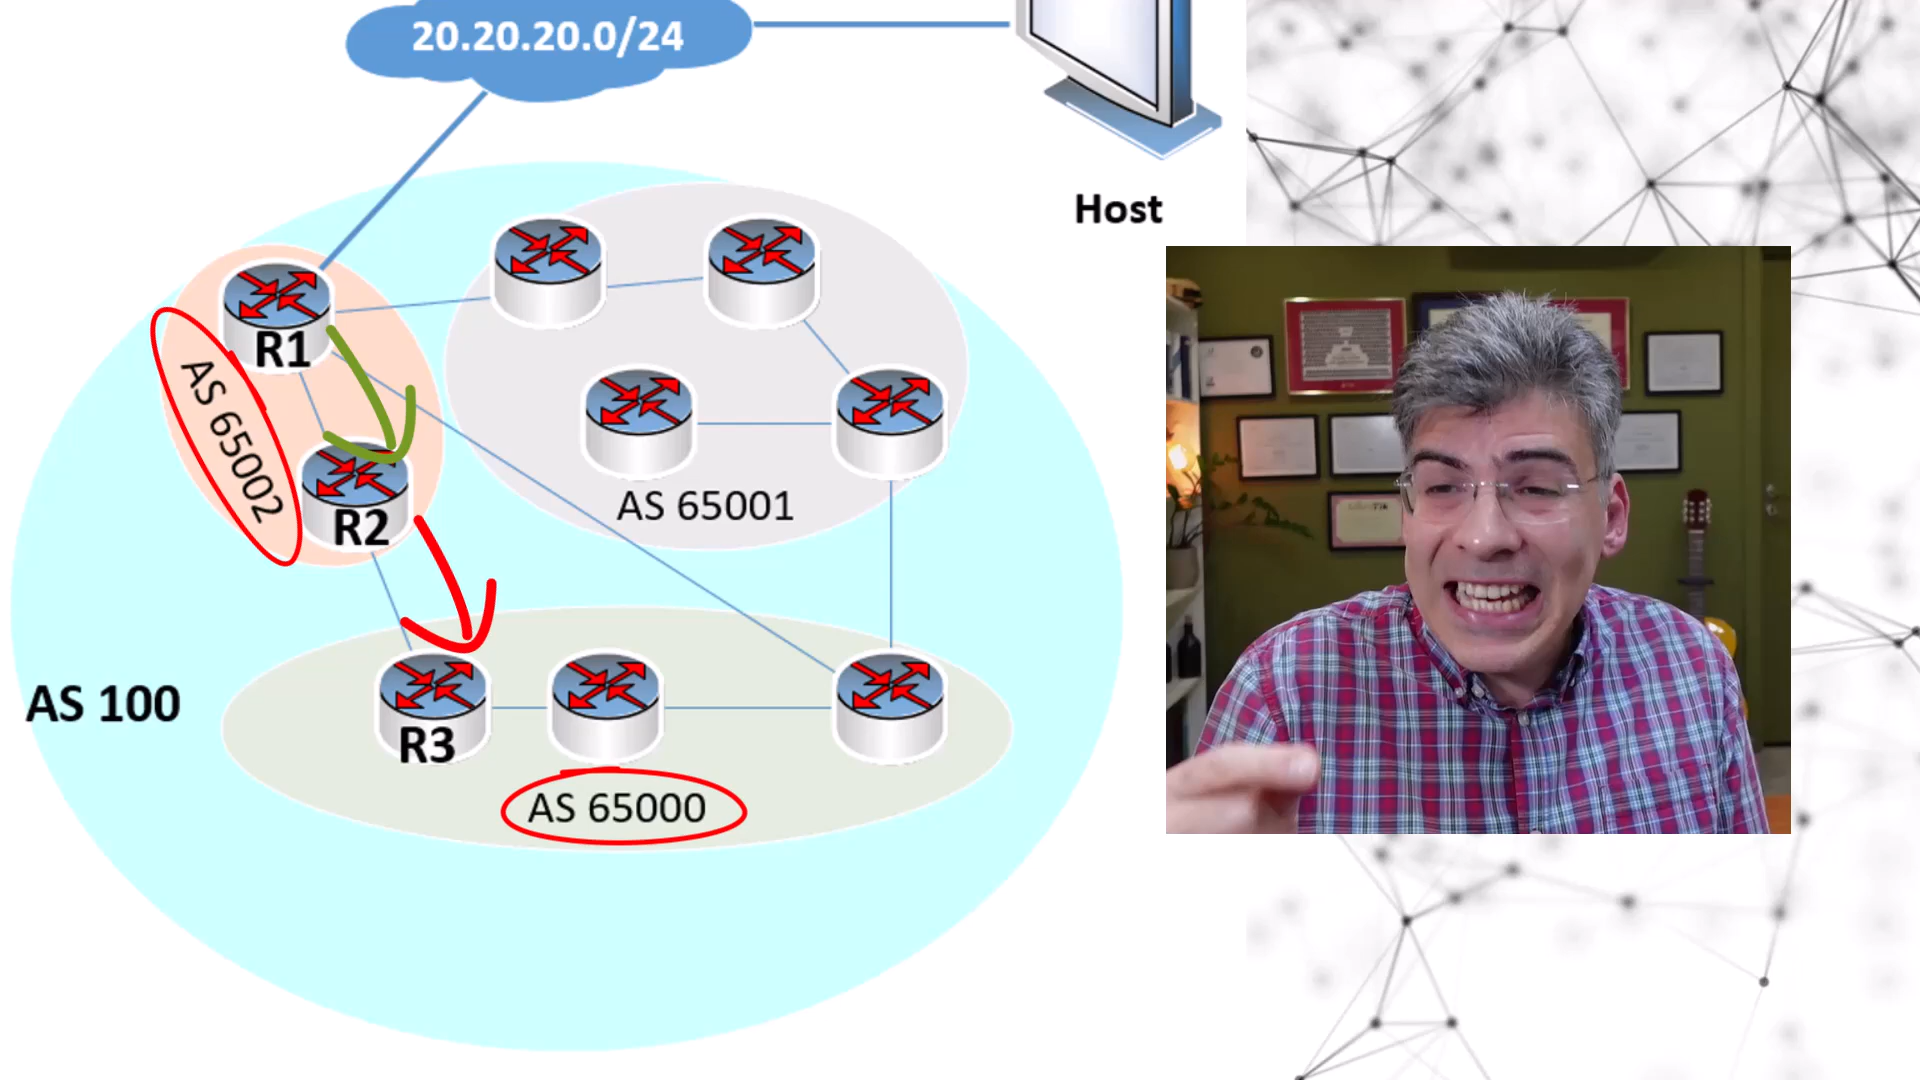 20.20.20.0/24
Host
R1
AS 65002
R2
AS 65001
AS 100
R3
AS 65000